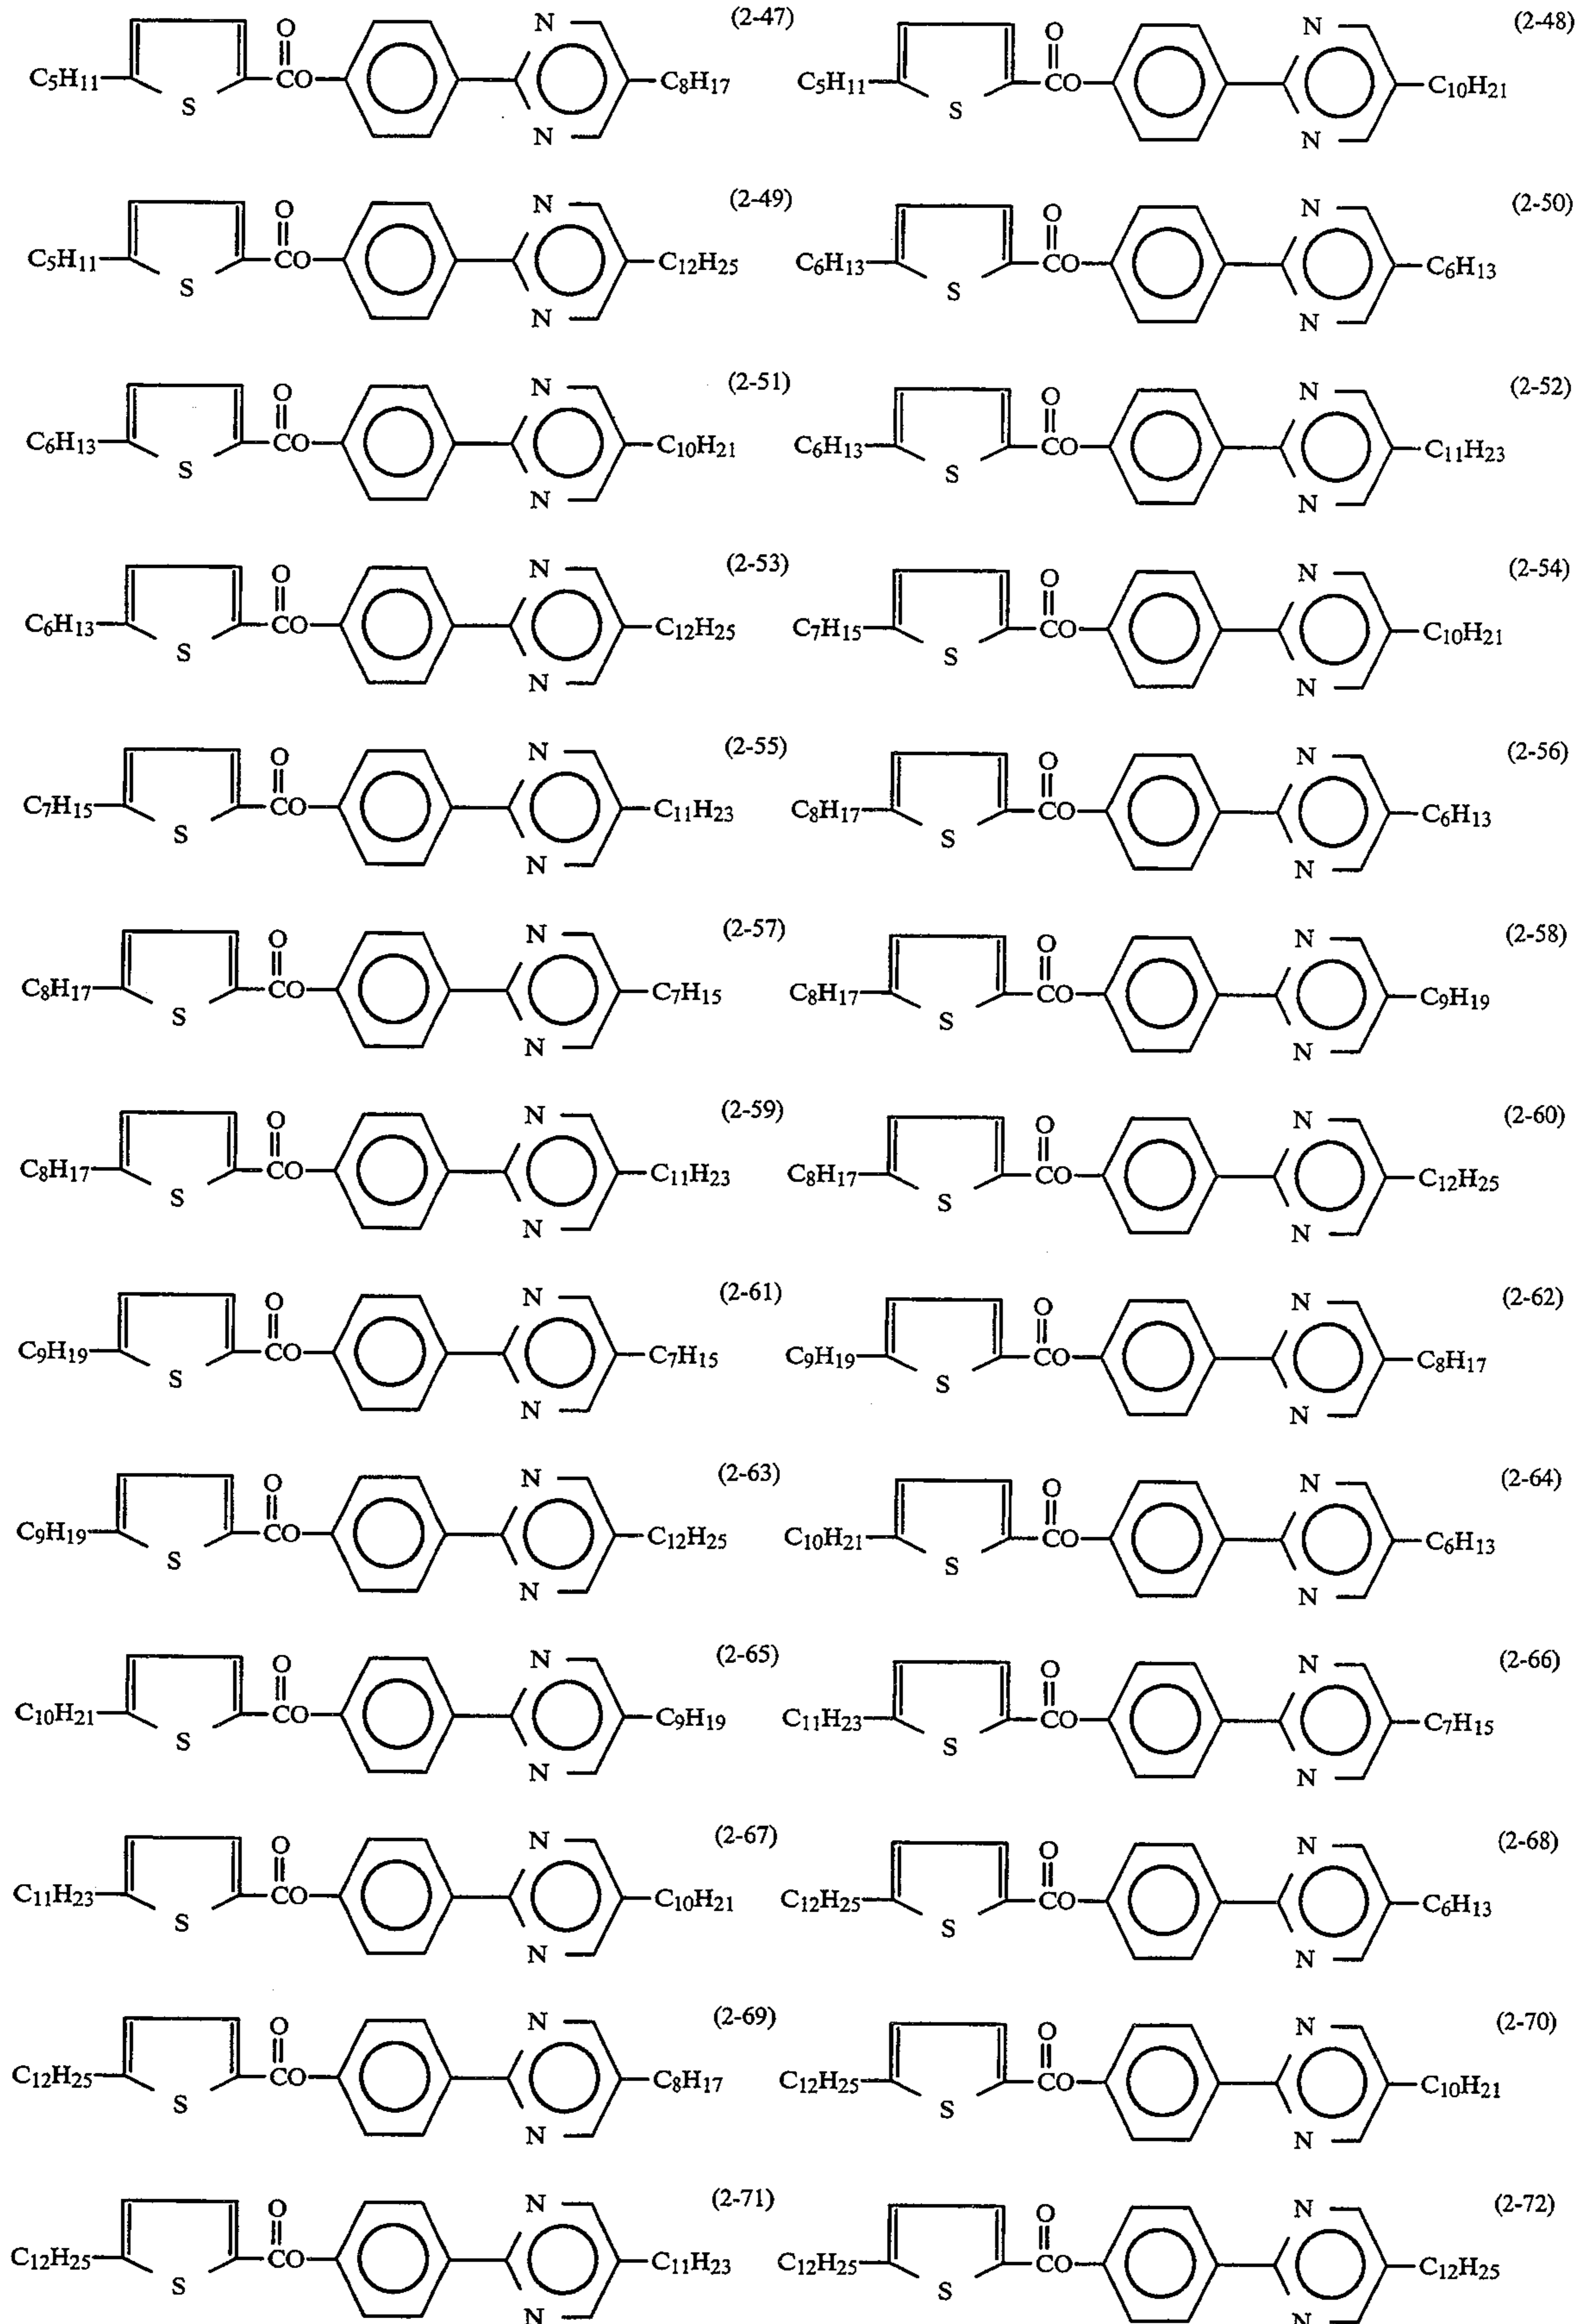 (2-47) (2-48)
O N O N
C5H11 S CO N C8H17 C5H11 S CO N C10H21
(2-49) (2-50)
O N O N
C5H11 S CO N C12H25 C6H13 S CO N C6H13
(2-51) (2-52)
O N O N
C6H13 S CO N C10H21 C6H13 S CO N C11H23
(2-53) (2-54)
O N O N
C6H13 S CO N C12H25 C7H15 S CO N C10H21
(2-55) (2-56)
O N O N
C7H15 S CO N C11H23 C8H17 S CO N C6H13
(2-57) (2-58)
O N O N
C8H17 S CO N C7H15 C8H17 S CO N C9H19
(2-59) (2-60)
O N O N
C8H17 S CO N C11H23 C8H17 S CO N C12H25
(2-61) (2-62)
O N O N
C9H19 S CO N C7H15 C9H19 S CO N C8H17
(2-63) (2-64)
O N O N
C9H19 S CO N C12H25 C10H21 S CO N C6H13
(2-65) (2-66)
O N O N
C10H21 S CO N C9H19 C11H23 S CO N C7H15
(2-67) (2-68)
O N O N
C11H23 S CO N C10H21 C12H25 S CO N C6H13
(2-69) (2-70)
O N O N
C12H25 S CO N C8H17 C12H25 S CO N C10H21
(2-71) (2-72)
O N O N
C12H25 S CO N C11H23 C12H25 S CO N C12H25